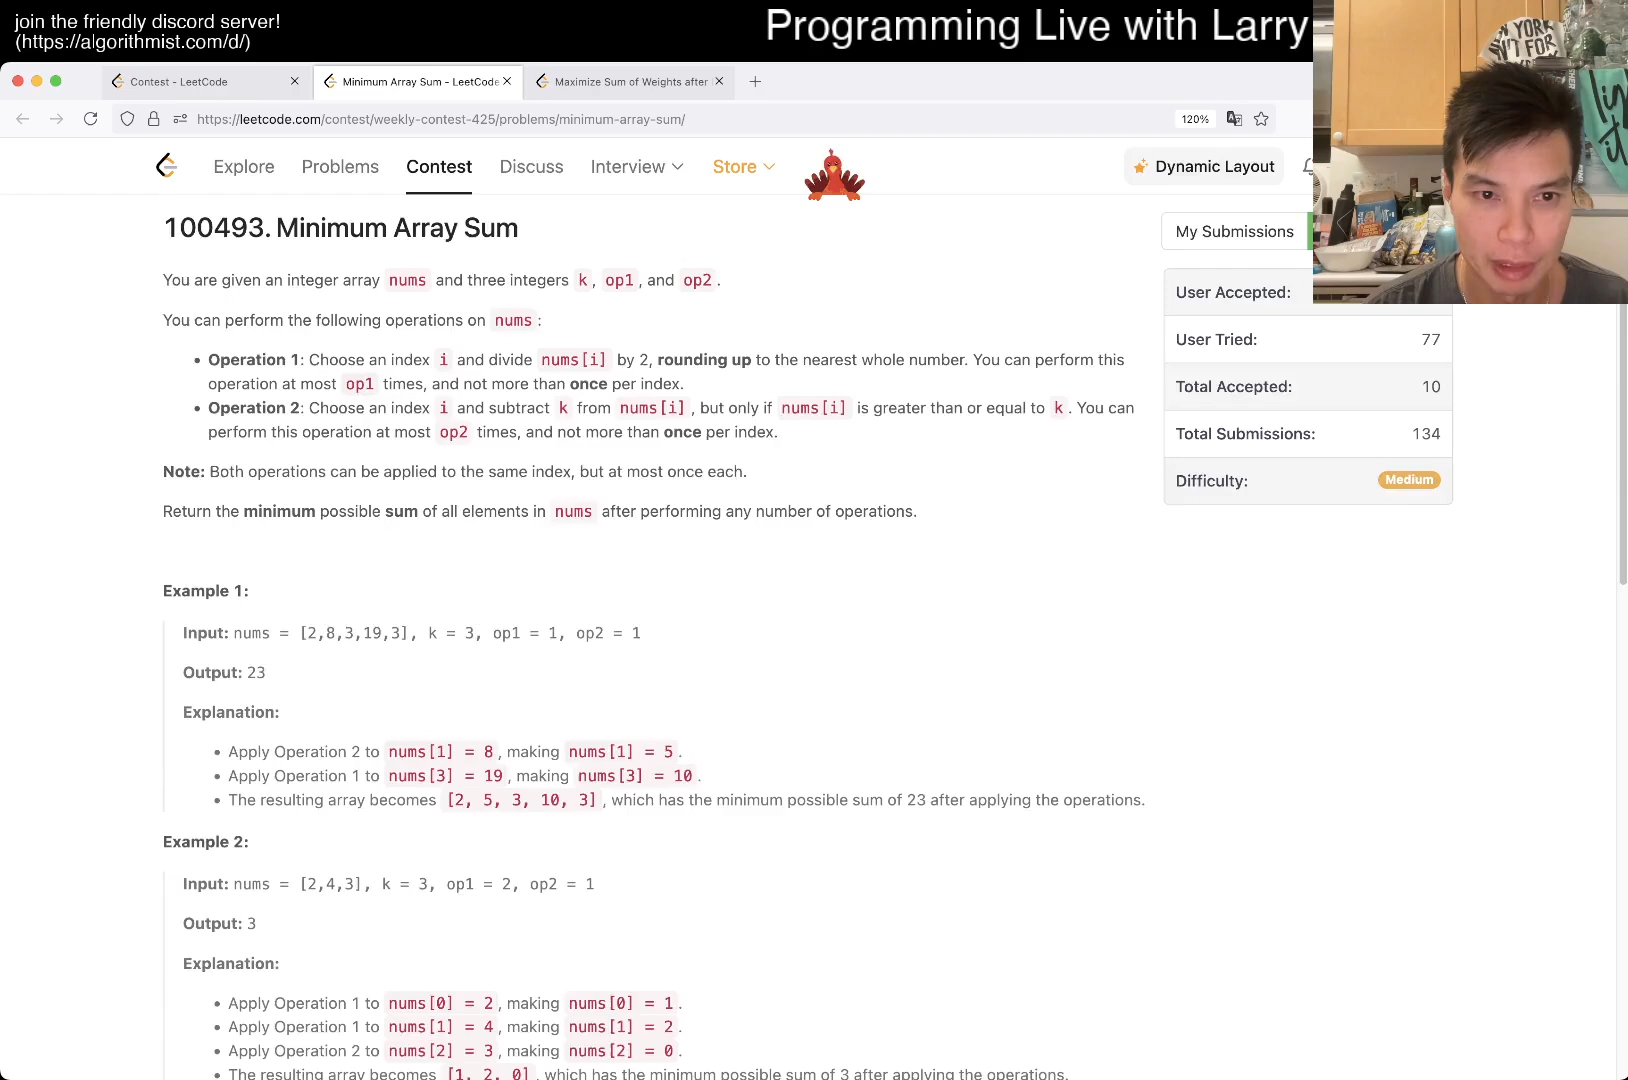 join the friendly discord server!
(https://algorithmist.com/d/)
Programming Live with Larry
Contest - LeetCode
Minimum Array Sum - LeetCode
Maximize Sum of Weights after
https://leetcode.com/contest/weekly-contest-425/problems/minimum-array-sum/
120%
Explore
Problems
Contest
Discuss
Interview
Store
Dynamic Layout
100493. Minimum Array Sum
My Submissions
You are given an integer array nums and three integers k, op1, and op2.
You can perform the following operations on nums:
• Operation 1: Choose an index i and divide nums[i] by 2, rounding up to the nearest whole number. You can perform this
operation at most op1 times, and not more than once per index.
• Operation 2: Choose an index i and subtract k from nums[i], but only if nums[i] is greater than or equal to k. You can
perform this operation at most op2 times, and not more than once per index.
Note: Both operations can be applied to the same index, but at most once each.
Return the minimum possible sum of all elements in nums after performing any number of operations.
User Accepted:
User Tried: 77
Total Accepted: 10
Total Submissions: 134
Difficulty: Medium
Example 1:
Input: nums = [2,8,3,19,3], k = 3, op1 = 1, op2 = 1
Output: 23
Explanation:
• Apply Operation 2 to nums[1] = 8, making nums[1] = 5.
• Apply Operation 1 to nums[3] = 19, making nums[3] = 10.
• The resulting array becomes [2, 5, 3, 10, 3], which has the minimum possible sum of 23 after applying the operations.
Example 2:
Input: nums = [2,4,3], k = 3, op1 = 2, op2 = 1
Output: 3
Explanation:
• Apply Operation 1 to nums[0] = 2, making nums[0] = 1.
• Apply Operation 1 to nums[1] = 4, making nums[1] = 2.
• Apply Operation 2 to nums[2] = 3, making nums[2] = 0.
• The resulting array becomes [1, 2, 0], which has the minimum possible sum of 3 after applying the operations.